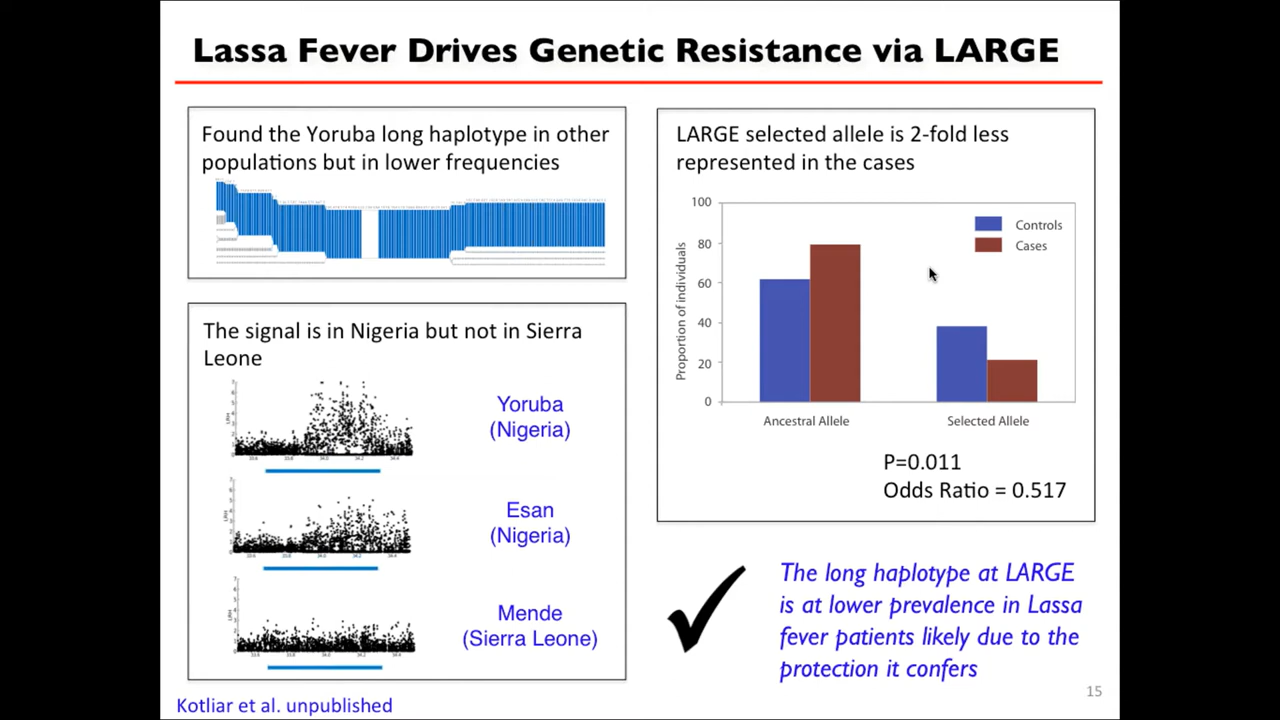 Lassa Fever Drives Genetic Resistance via LARGE
Found the Yoruba long haplotype in other
populations but in lower frequencies
The signal is in Nigeria but not in Sierra
Leone
Yoruba
(Nigeria)
Esan
(Nigeria)
Mende
(Sierra Leone)
LARGE selected allele is 2-fold less
represented in the cases
Proportion of individuals
100
80
60
40
20
0
Controls
Cases
Ancestral Allele
Selected Allele
P=0.011
Odds Ratio = 0.517
The long haplotype at LARGE
is at lower prevalence in Lassa
fever patients likely due to the
protection it confers
Kotliar et al. unpublished
15